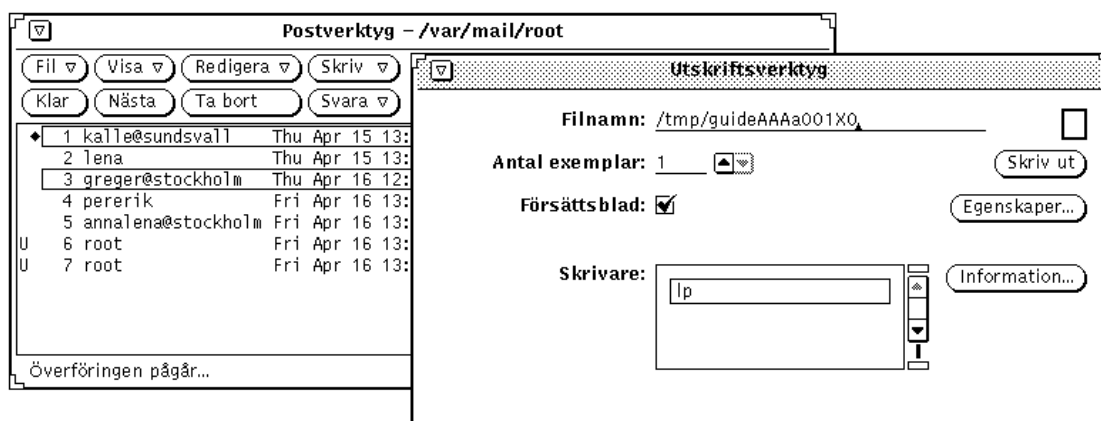 Postverktyg – /var/mail/root
Fil Visa Redigera Skriv
Klar Nästa Ta bort Svara
1 kalle@sundsvall Thu Apr 15 13:
2 lena Thu Apr 15 13:
3 greger@stockholm Thu Apr 16 12:
4 pererik Fri Apr 16 13:
5 annalena@stockholm Fri Apr 16 13:
U 6 root Fri Apr 16 13:
U 7 root Fri Apr 16 13:
Överföringen pågår...
Utskriftsverktyg
Filnamn: /tmp/guideAAAa001X0
Antal exemplar: 1
Skriv ut
Försättsblad:
Egenskaper...
Skrivare:
lp
Information...